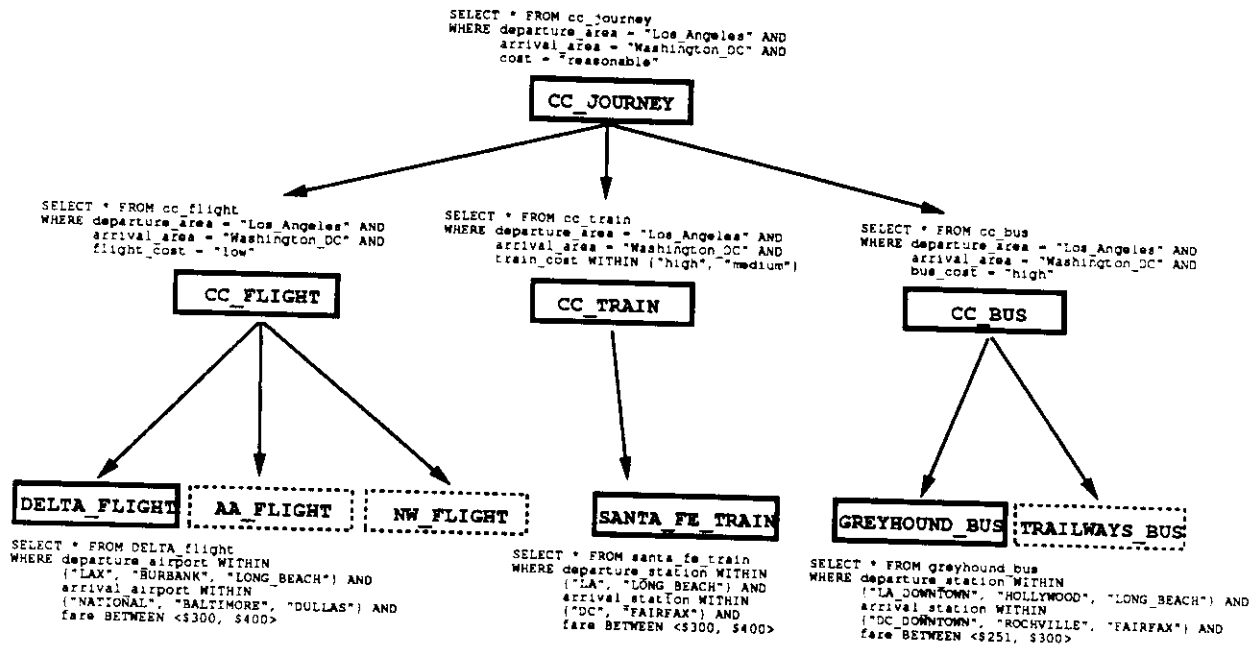 SELECT * FROM cc_journey
WHERE departure_area = "Los_Angeles" AND
arrival_area = "Washington_DC" AND
cost = "reasonable"
CC_JOURNEY
SELECT * FROM cc_flight
WHERE departure_area = "Los_Angeles" AND
arrival_area = "Washington_DC" AND
flight_cost = "low"
CC_FLIGHT
SELECT * FROM cc_train
WHERE departure_area = "Los_Angeles" AND
arrival_area = "Washington_DC" AND
train_cost WITHIN {"high", "medium"}
CC_TRAIN
SELECT * FROM cc_bus
WHERE departure_area = "Los_Angeles" AND
arrival_area = "Washington_DC" AND
bus_cost = "high"
CC_BUS
DELTA_FLIGHT
AA_FLIGHT
NW_FLIGHT
SANTA_FE_TRAIN
GREYHOUND_BUS
TRAILWAYS_BUS
SELECT * FROM DELTA_flight
WHERE departure_airport WITHIN
{"LAX", "BURBANK", "LONG_BEACH"} AND
arrival_airport WITHIN
{"NATIONAL", "BALTIMORE", "DULLAS"} AND
fare BETWEEN <$300, $400>
SELECT * FROM santa_fe_train
WHERE departure_station WITHIN
{"LA", "LONG_BEACH"} AND
arrival_station WITHIN
{"DC", "FAIRFAX"} AND
fare BETWEEN <$300, $400>
SELECT * FROM greyhound_bus
WHERE departure_station WITHIN
{"LA_DOWNTOWN", "HOLLYWOOD", "LONG_BEACH"} AND
arrival_station WITHIN
{"DC_DOWNTOWN", "ROCHVILLE", "FAIRFAX"} AND
fare BETWEEN <$251, $300>